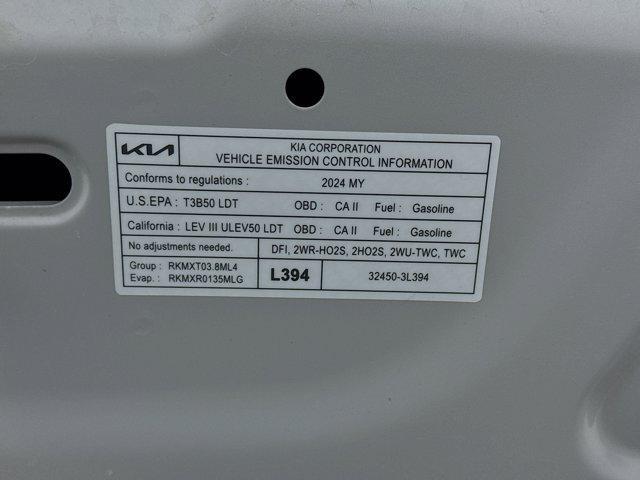 KIA
KIA CORPORATION
VEHICLE EMISSION CONTROL INFORMATION
Conforms to regulations : 2024 MY
U.S.EPA : T3B50 LDT OBD : CA II Fuel : Gasoline
California : LEV III ULEV50 LDT OBD : CA II Fuel : Gasoline
No adjustments needed. DFI, 2WR-HO2S, 2HO2S, 2WU-TWC, TWC
Group : RKMXT03.8ML4
Evap. : RKMXR0135MLG
L394 32450-3L394